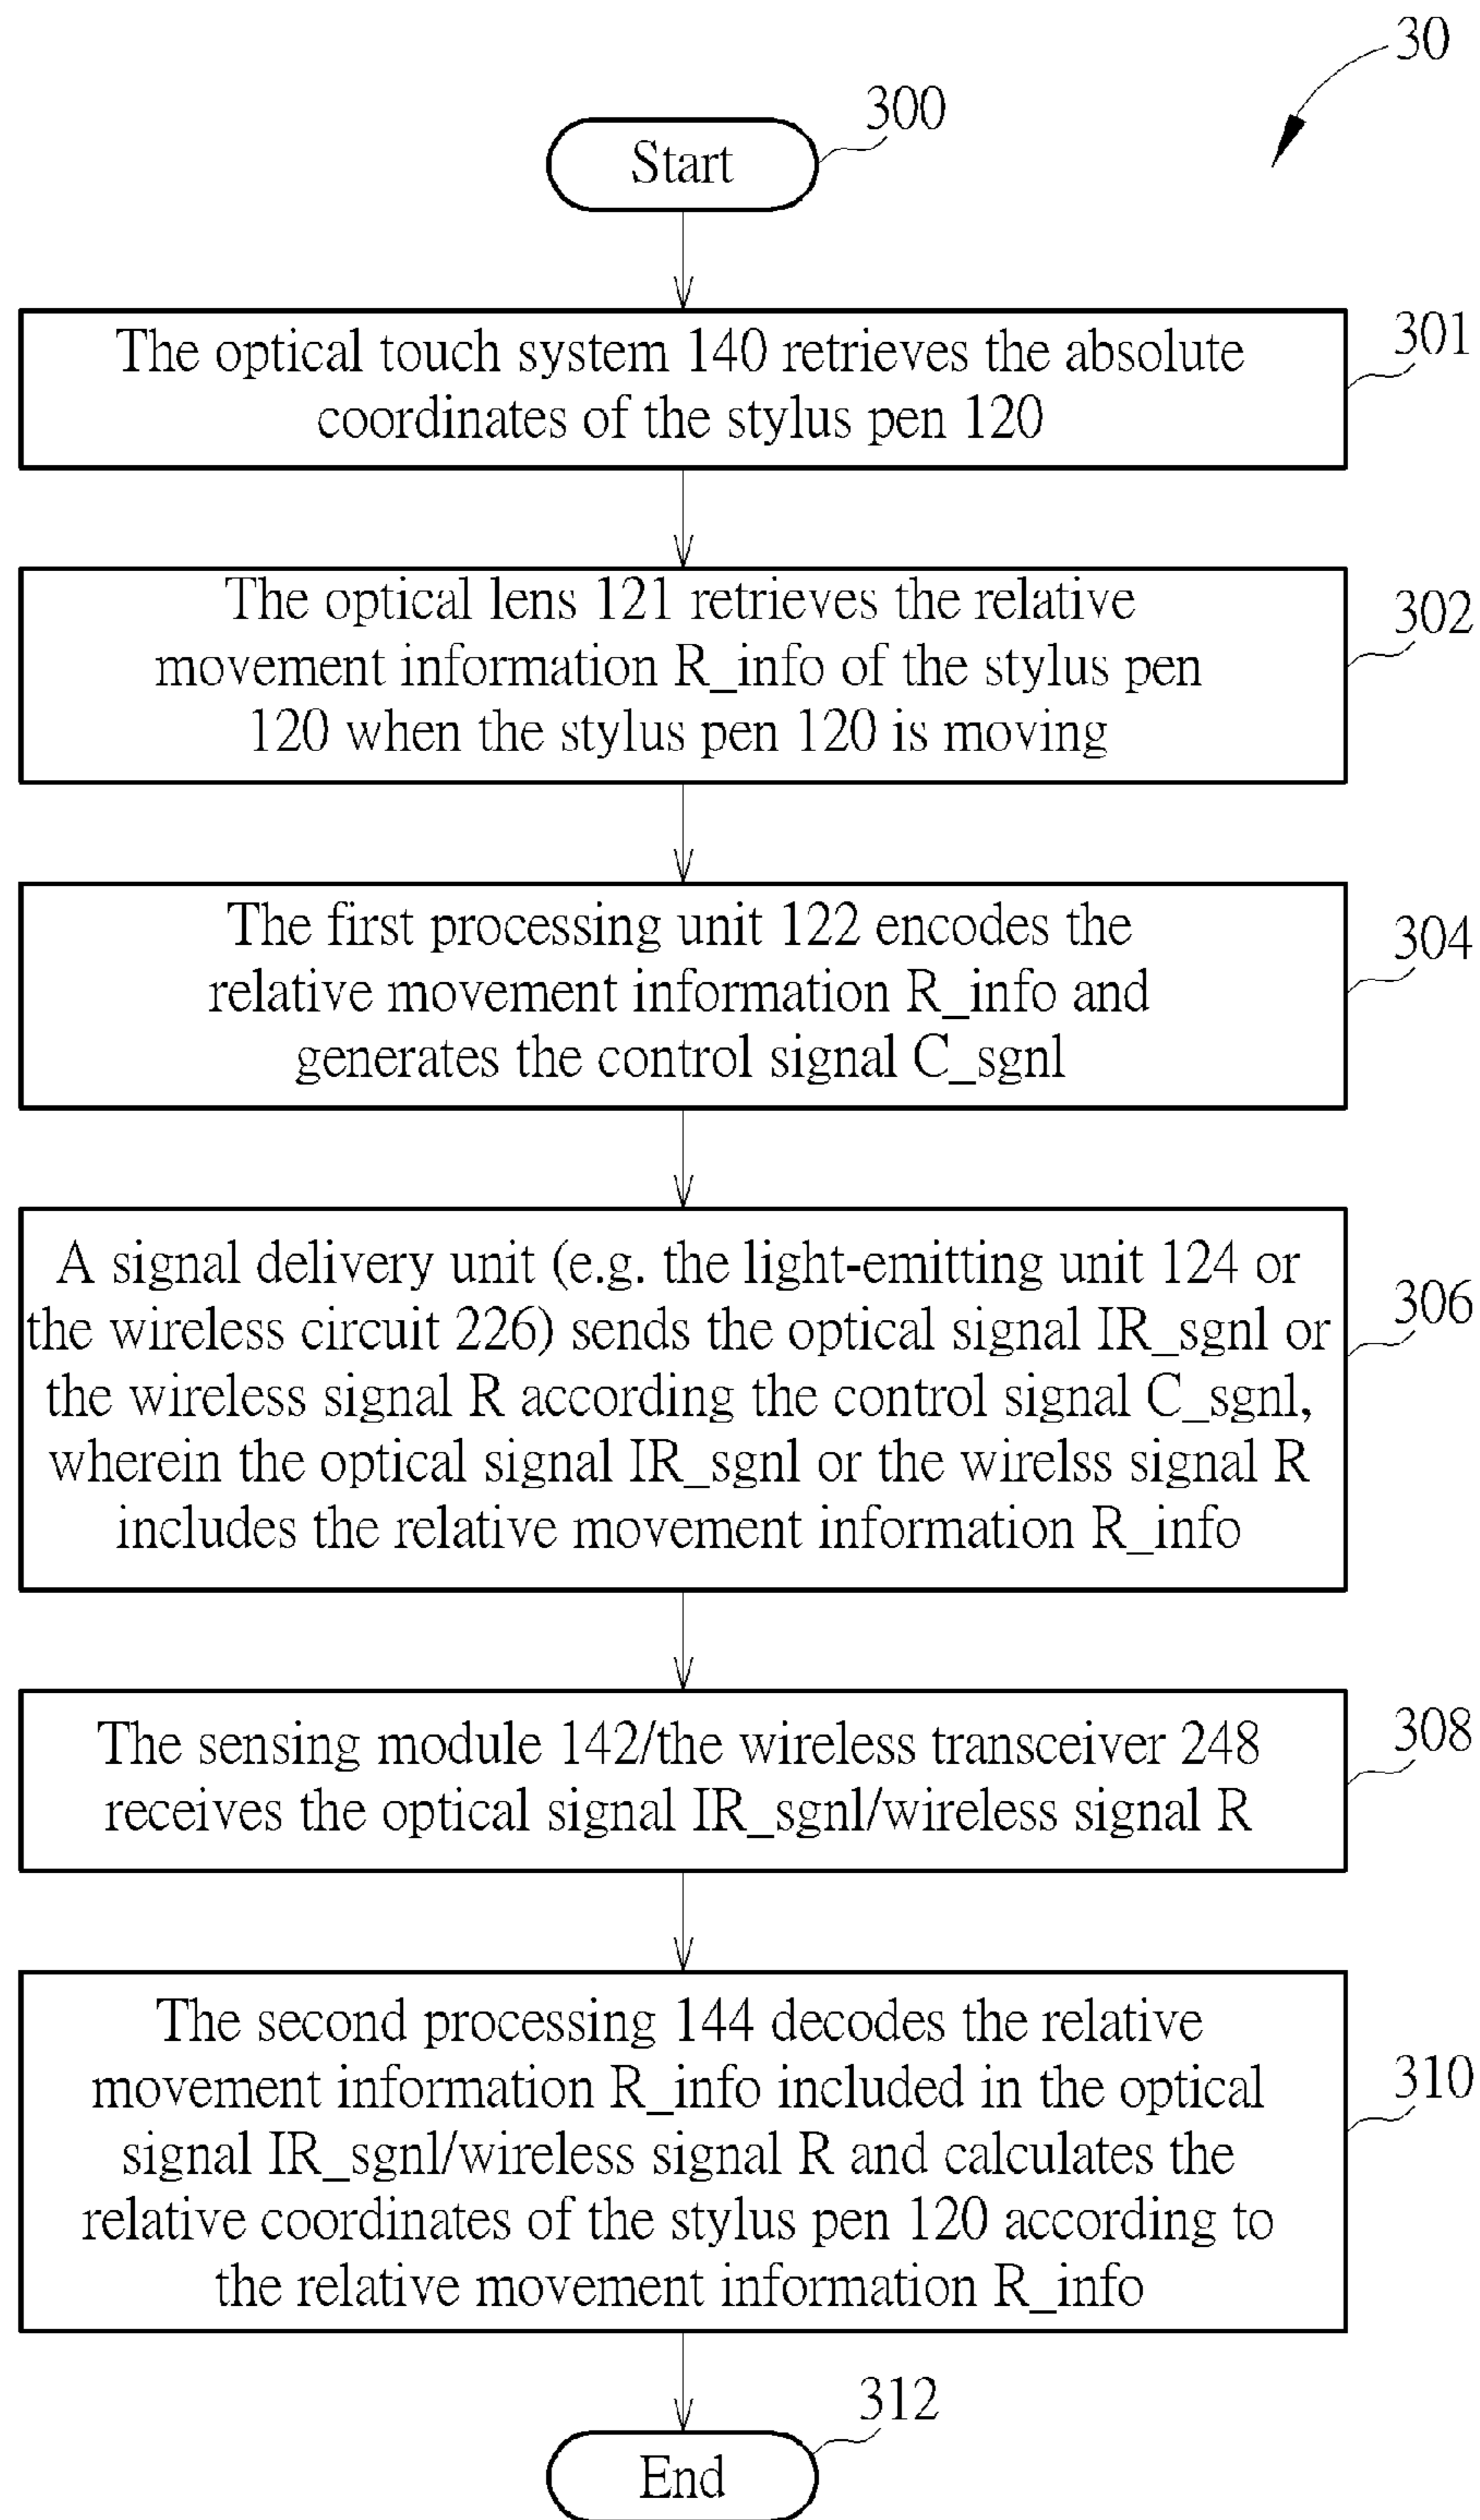 30
300
Start
The optical touch system 140 retrieves the absolute
coordinates of the stylus pen 120
301
The optical lens 121 retrieves the relative
movement information R_info of the stylus pen
120 when the stylus pen 120 is moving
302
The first processing unit 122 encodes the
relative movement information R_info and
generates the control signal C_sgnl
304
A signal delivery unit (e.g. the light-emitting unit 124 or
the wireless circuit 226) sends the optical signal IR_sgnl or
the wireless signal R according the control signal C_sgnl,
wherein the optical signal IR_sgnl or the wirelss signal R
includes the relative movement information R_info
306
The sensing module 142/the wireless transceiver 248
receives the optical signal IR_sgnl/wireless signal R
308
The second processing 144 decodes the relative
movement information R_info included in the optical
signal IR_sgnl/wireless signal R and calculates the
relative coordinates of the stylus pen 120 according to
the relative movement information R_info
310
312
End